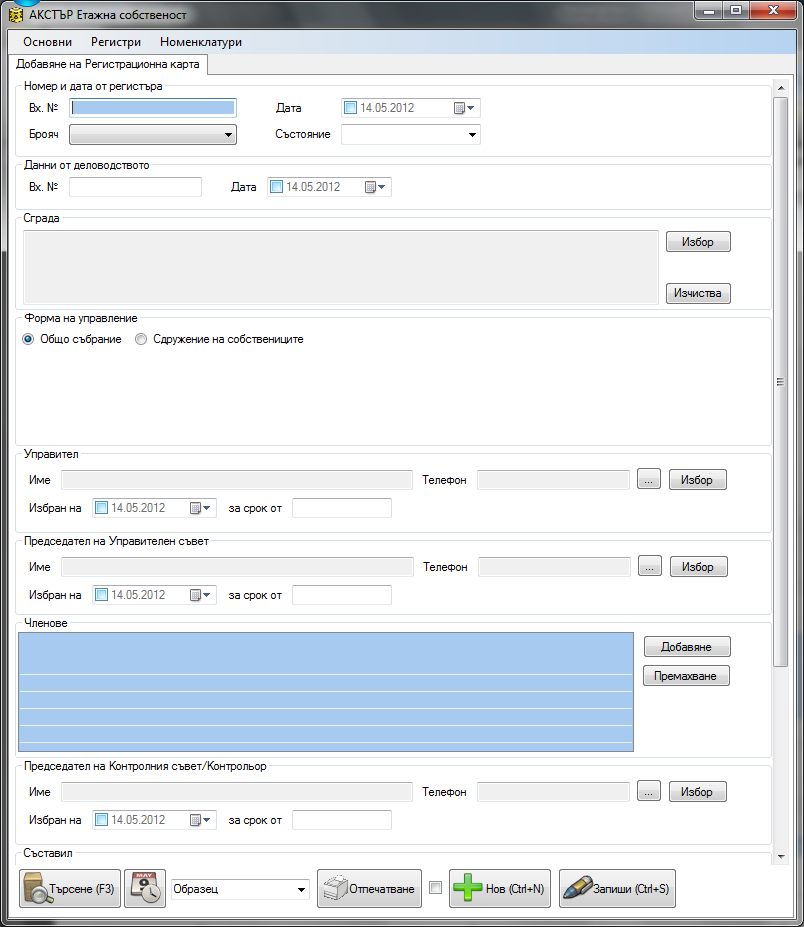 АКСТЪР Етажна собственост
Основни Регистри Номенклатури
Добавяне на Регистрационна карта
Номер и дата от регистъра
Вх. № Дата 14.05.2012
Брояч Състояние
Данни от деловодството
Вх. № Дата 14.05.2012
Сграда
Избор
Изчиства
Форма на управление
Общо събрание Сдружение на собствениците
Управител
Име Телефон ... Избор
Избран на 14.05.2012 за срок от
Председател на Управителен съвет
Име Телефон ... Избор
Избран на 14.05.2012 за срок от
Членове
Добавяне
Премахване
Председател на Контролния съвет/Контрольор
Име Телефон ... Избор
Избран на 14.05.2012 за срок от
Съставил
Търсене (F3) MAY Образец Отпечатване Нов (Ctrl+N) Запиши (Ctrl+S)